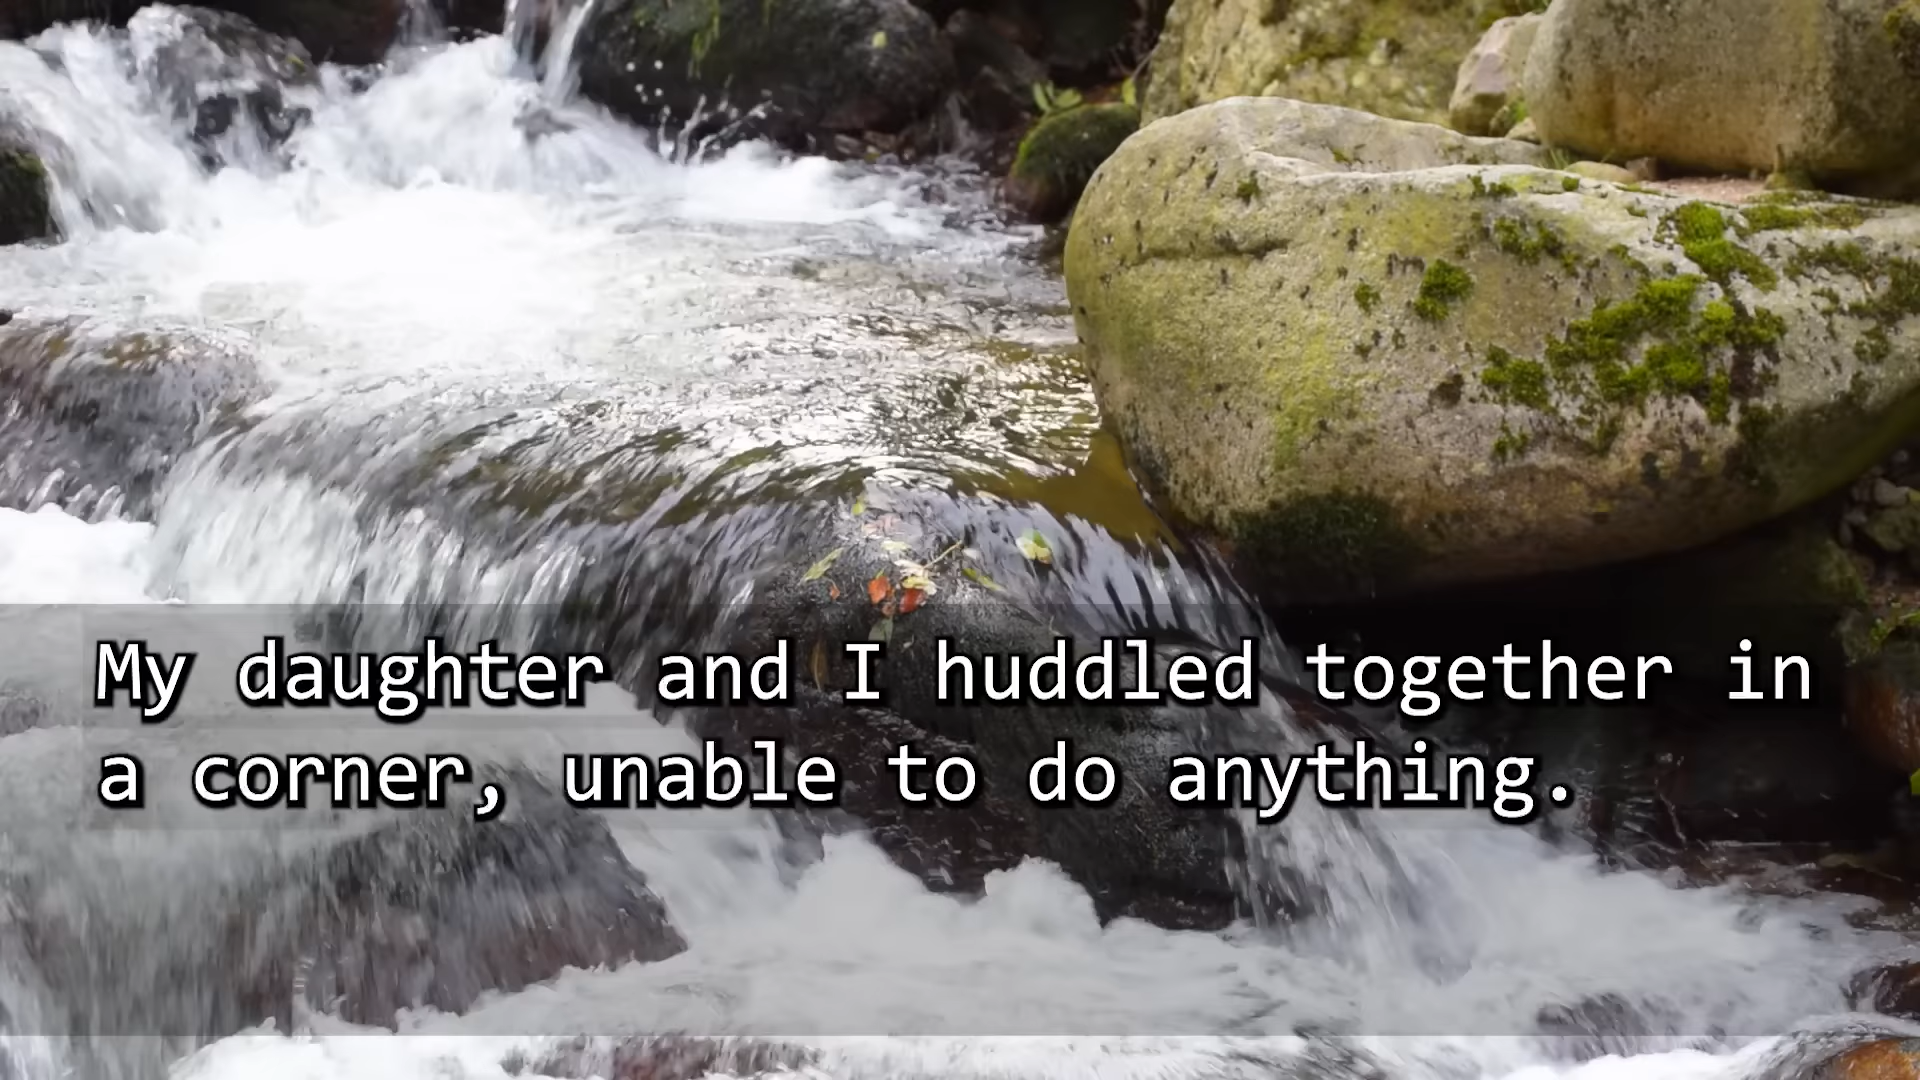 My daughter and I huddled together in
a corner, unable to do anything.